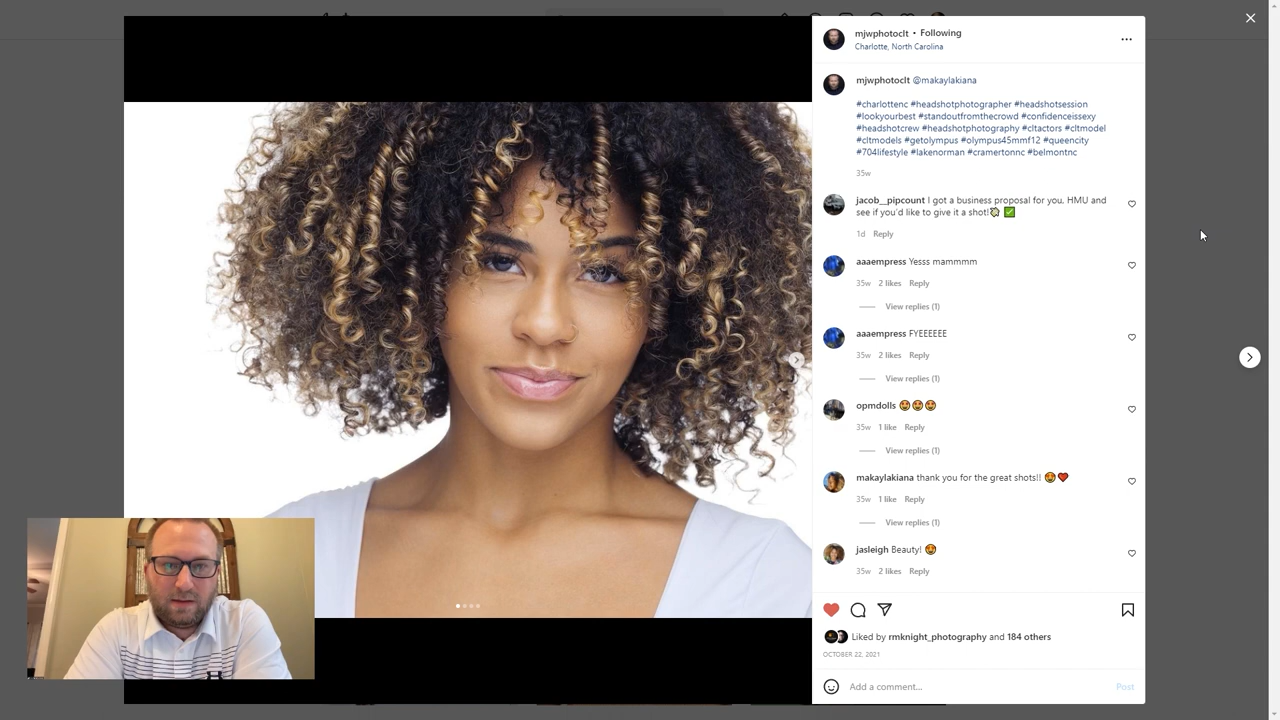 mjwphotoclt • Following
Charlotte, North Carolina
mjwphotoclt @makaylakiana
#charlottenc #headshotphotographer #headshotsession
#lookyourbest #standoutfromthecrowd #confidenceissexy
#headshotcrew #headshotphotography #cltactors #cltmodel
#cltmodels #getolympus #olympus45mmf12 #queencity
#704lifestyle #lakenorman #cramertonnc #belmontnc
35w
jacob__pipcount I got a business proposal for you, HMU and
see if you'd like to give it a shot!💱 ✅
1d Reply
aaaempress Yesss mammmm
35w 2 likes Reply
View replies (1)
aaaempress FYEEEEEE
35w 2 likes Reply
View replies (1)
opmdolls 😍😍😍
35w 1 like Reply
View replies (1)
makaylakiana thank you for the great shots!! 😍❤️
35w 1 like Reply
View replies (1)
jasleigh Beauty! 😍
35w 2 likes Reply
Liked by rmknight_photography and 184 others
OCTOBER 22, 2021
Add a comment...
Post